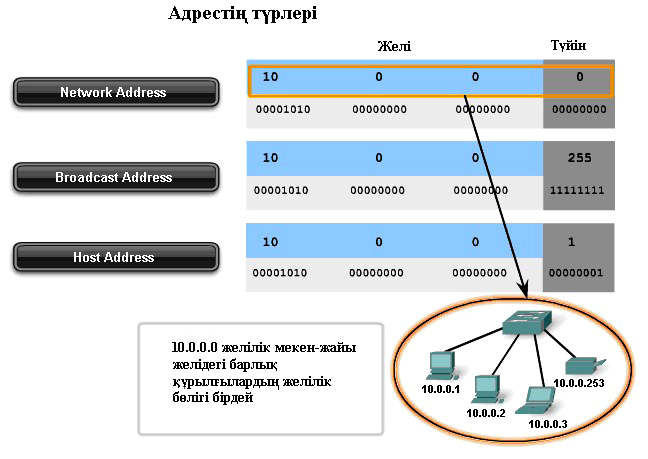 Адрестің түрлері
Желі Түйін
Network Address
10 0 0 0
00001010 00000000 00000000 00000000
Broadcast Address
10 0 0 255
00001010 00000000 00000000 11111111
Host Address
10 0 0 1
00001010 00000000 00000000 00000001
10.0.0.0 желілік мекен-жайы
желідегі барлық
құрылғылардың желілік
бөлігі бірдей
10.0.0.1
10.0.0.2
10.0.0.3
10.0.0.253